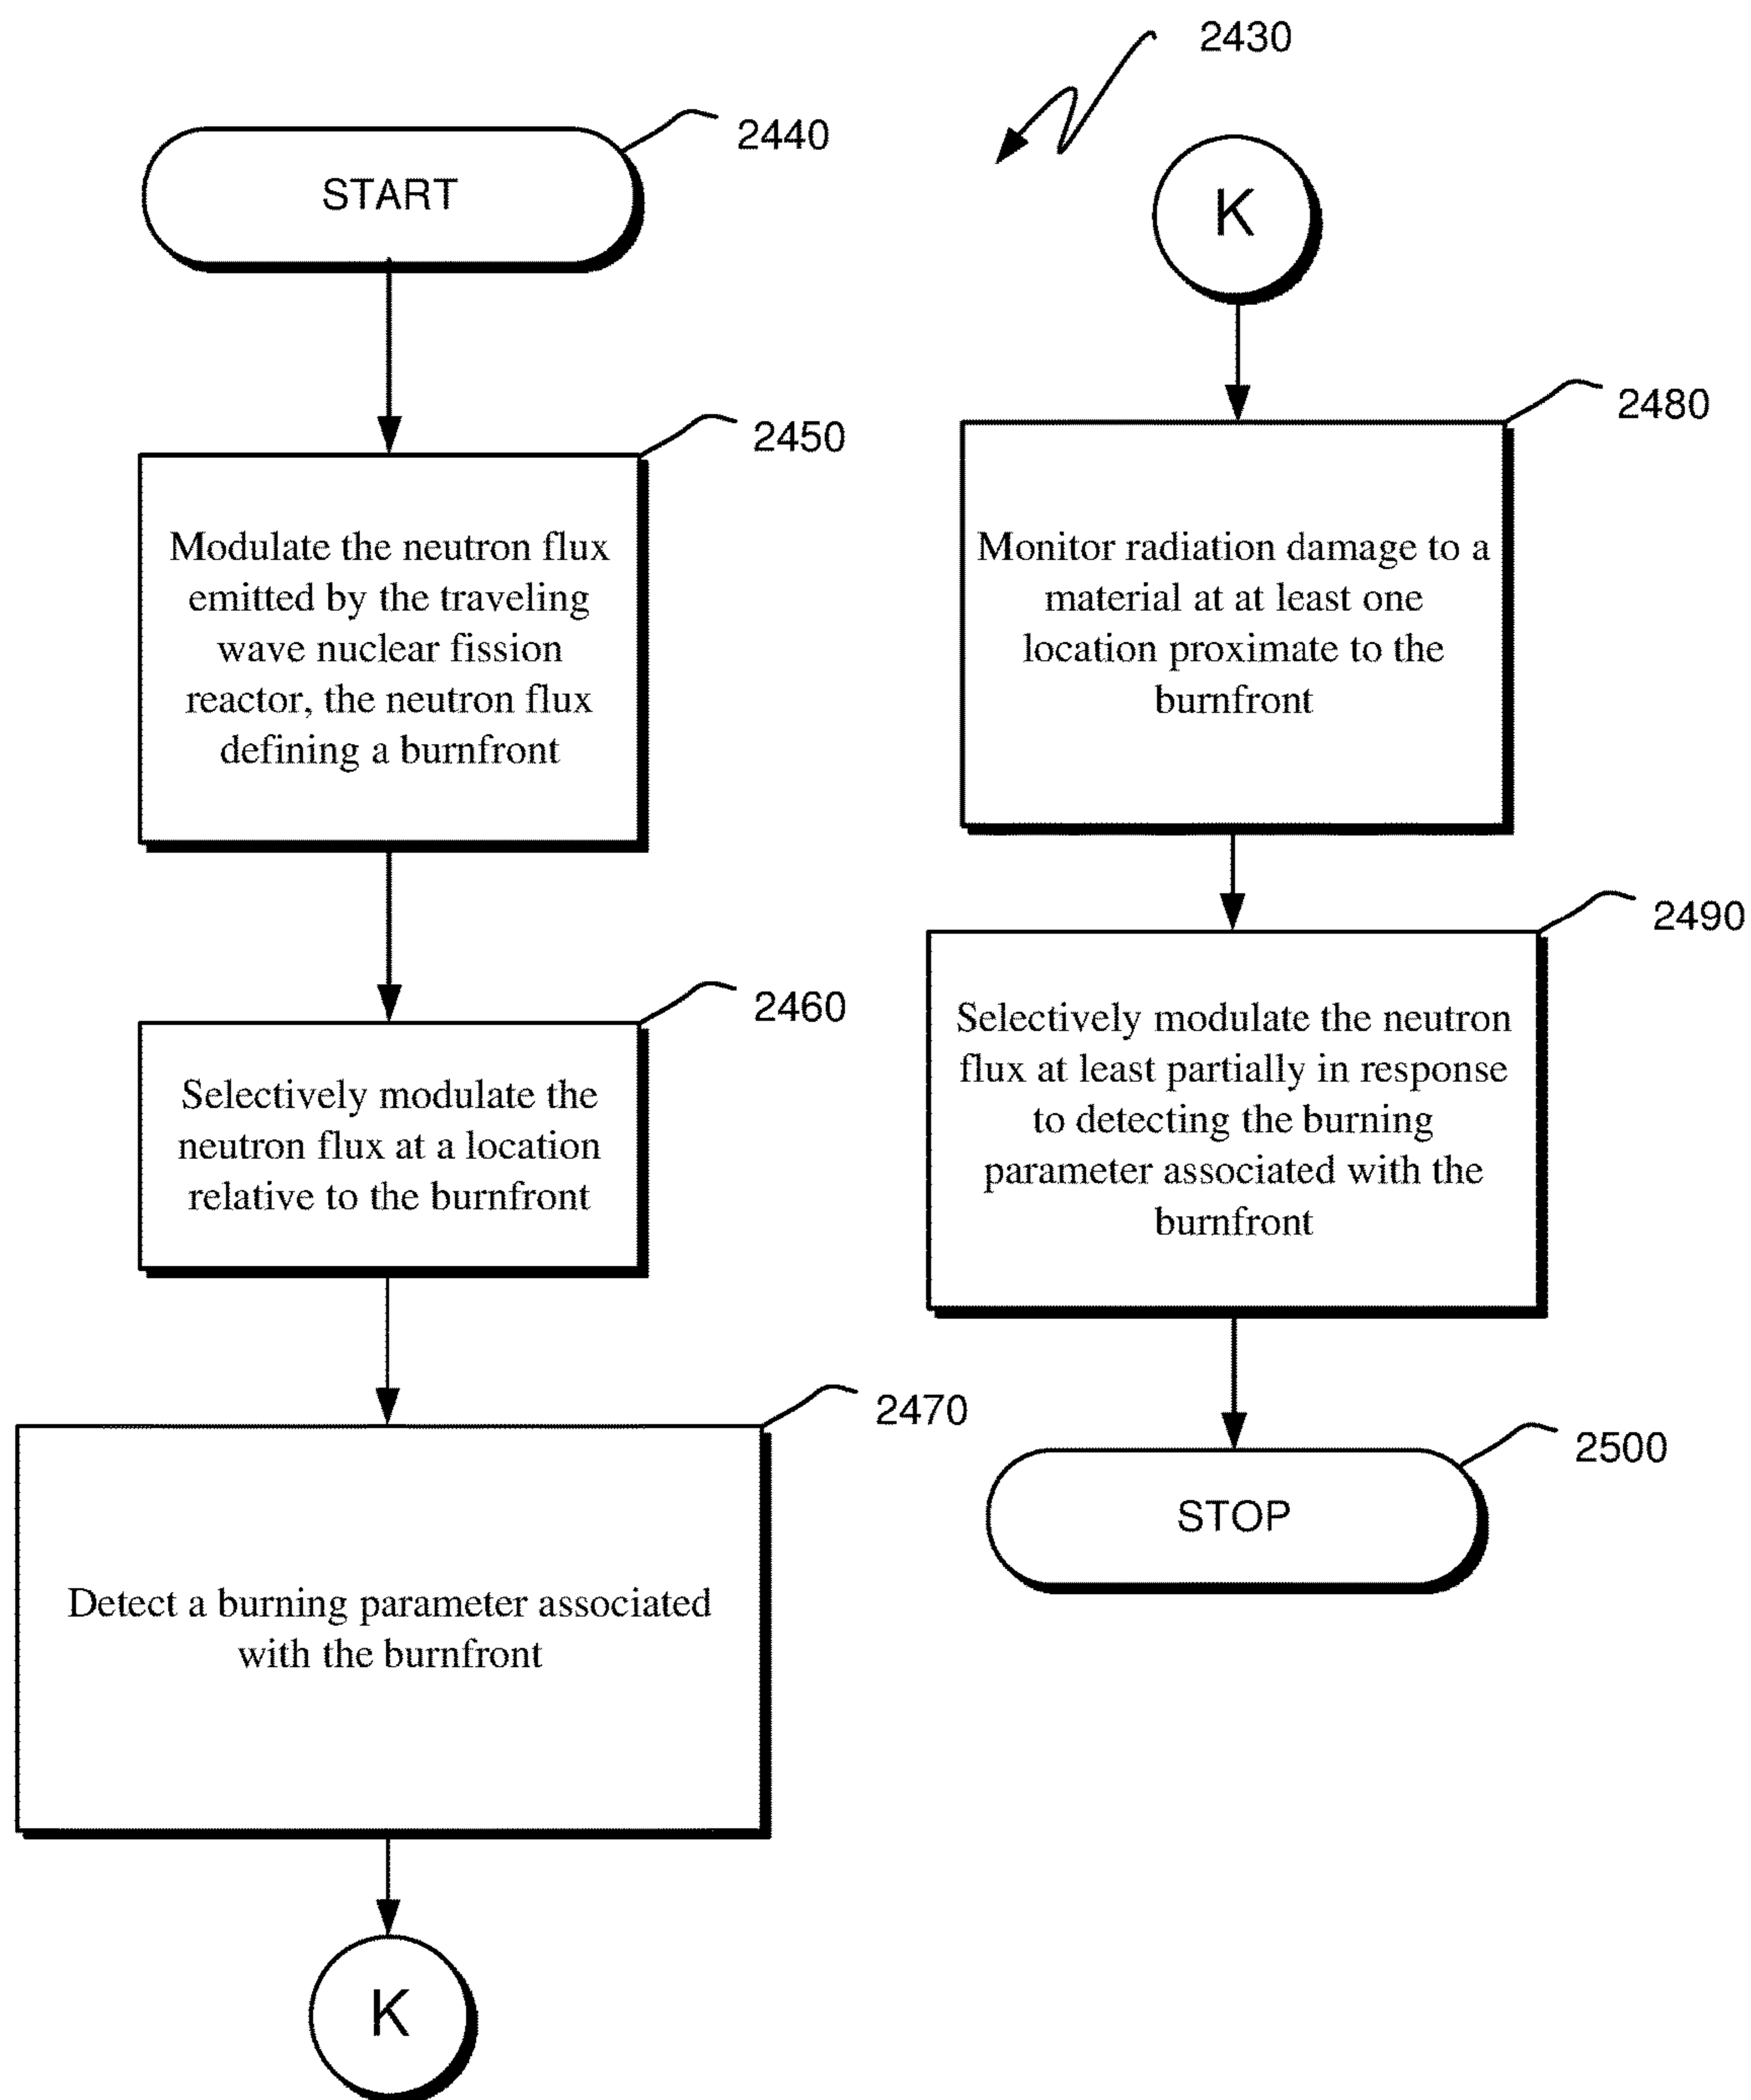 2430
2440
START
2450
Modulate the neutron flux
emitted by the traveling
wave nuclear fission
reactor, the neutron flux
defining a burnfront
2460
Selectively modulate the
neutron flux at a location
relative to the burnfront
2470
Detect a burning parameter associated
with the burnfront
K
K
2480
Monitor radiation damage to a
material at at least one
location proximate to the
burnfront
2490
Selectively modulate the neutron
flux at least partially in response
to detecting the burning
parameter associated with the
burnfront
2500
STOP